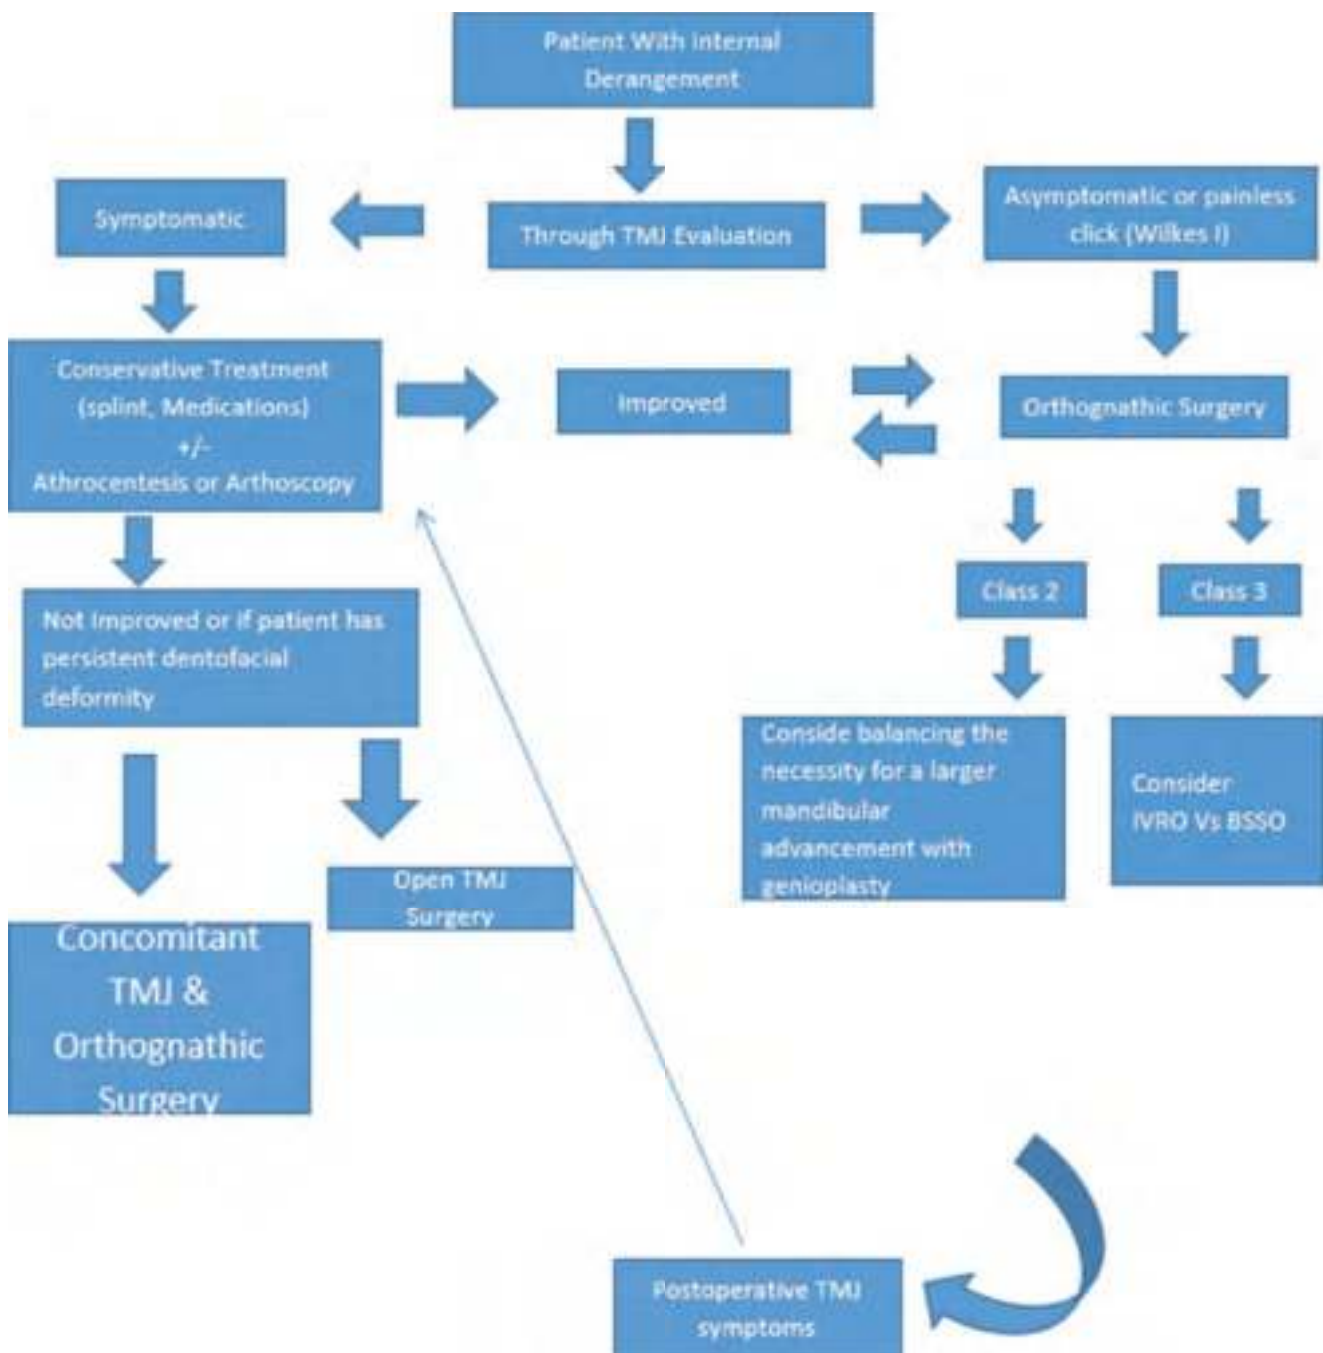 Patient With Internal
Derangement
Symptomatic
Through TMJ Evaluation
Asymptomatic or painless
click (Wilkes I)
Conservative Treatment
(splint, Medications)
+/-
Athrocentesis or Arthoscopy
Improved
Orthognathic Surgery
Class 2
Class 3
Not Improved or if patient has
persistent dentofacial
deformity
Conside balancing the
necessity for a larger
mandibular
advancement with
genioplasty
Consider
IVRO Vs BSSO
Open TMJ
Surgery
Concomitant
TMJ &
Orthognathic
Surgery
Postoperative TMJ
symptoms